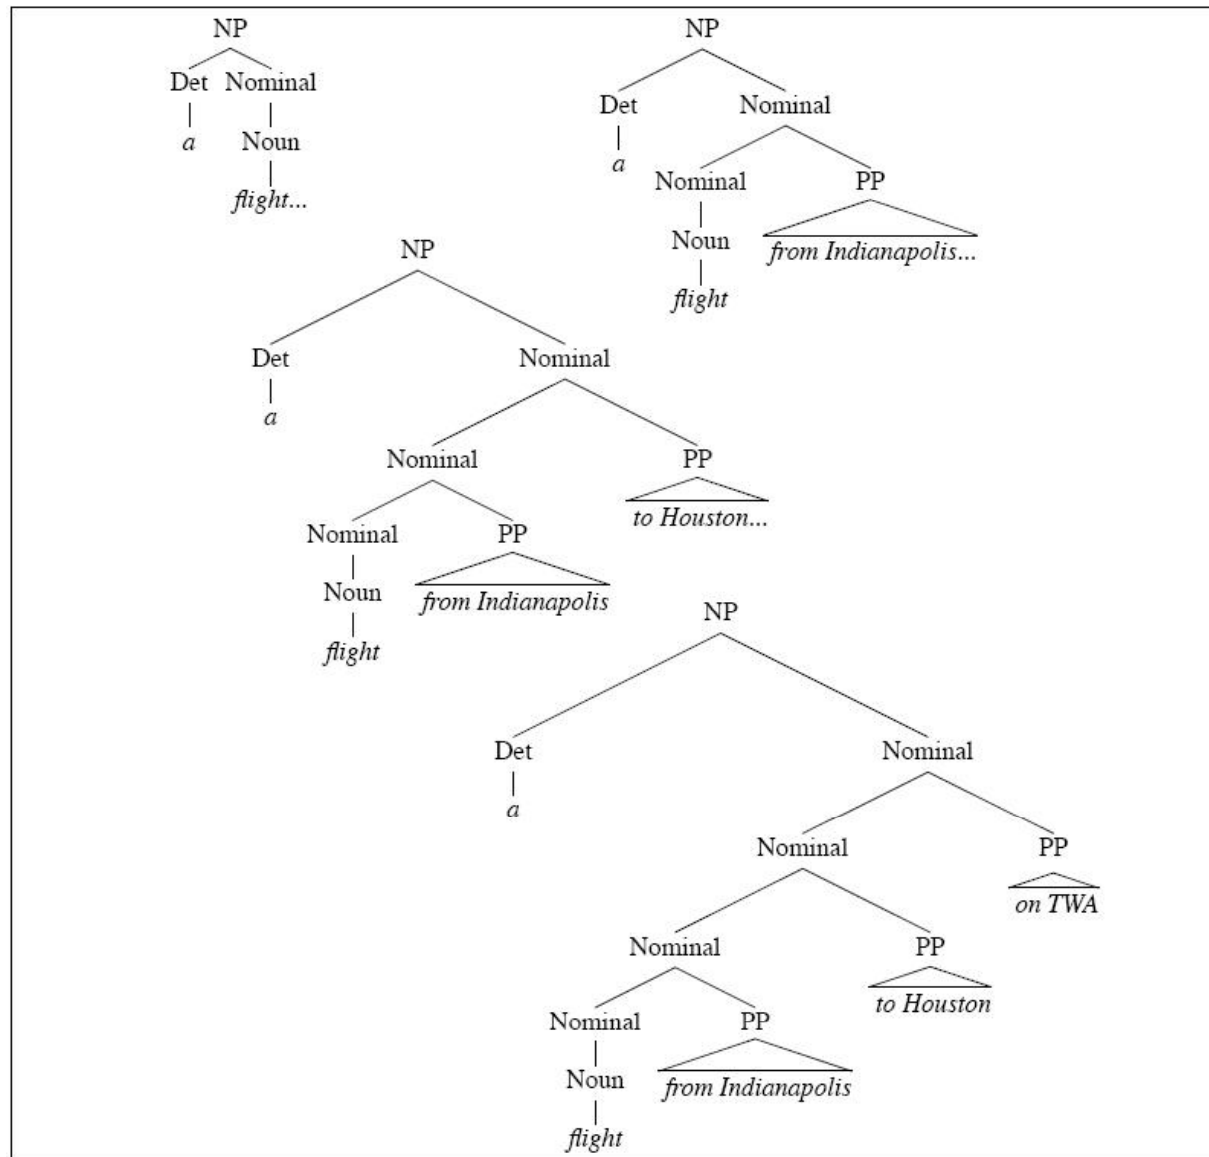 NP
Det Nominal
a Noun
flight...
NP
Det Nominal
a
Nominal PP
Noun from Indianapolis...
flight
NP
Det Nominal
a
Nominal PP
to Houston...
Nominal PP
Noun from Indianapolis
flight
NP
Det Nominal
a
Nominal PP
on TWA
Nominal PP
to Houston
Nominal PP
Noun from Indianapolis
flight